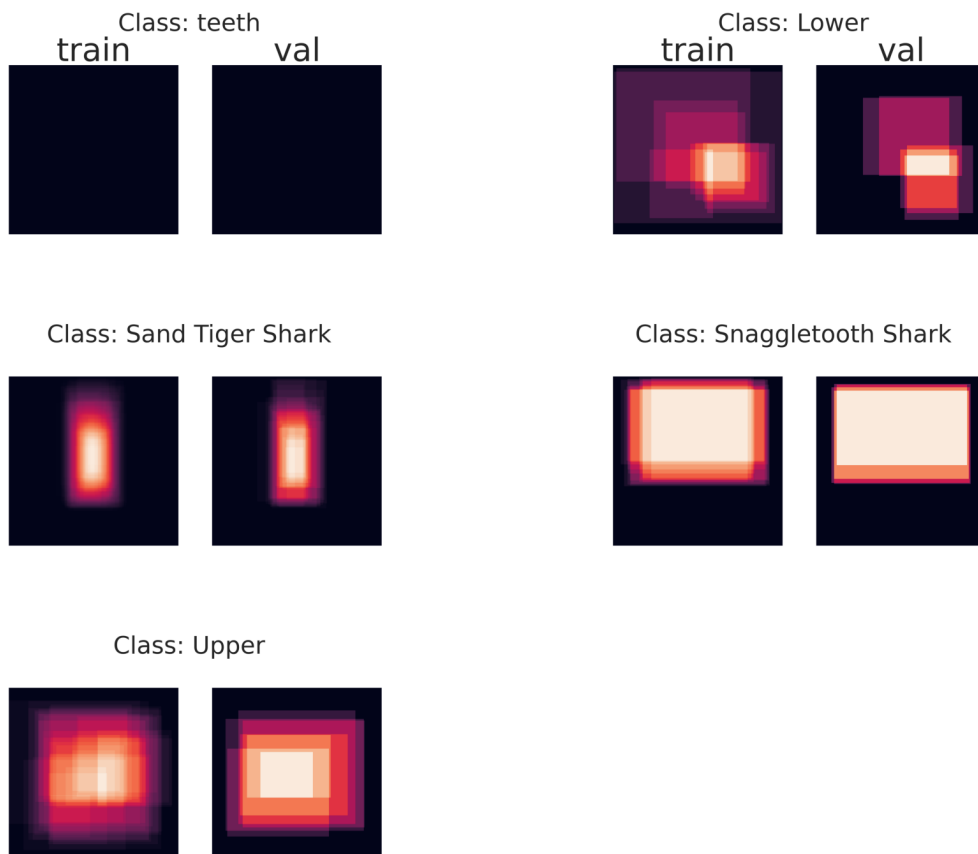 Class: teeth
train val
Class: Lower
train val
Class: Sand Tiger Shark
Class: Snaggletooth Shark
Class: Upper